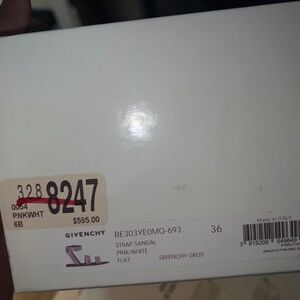 328 8247
0054
PNKWHT
$595.00
6B
GIVENCHY
BE303YE0MQ-693
36
STRAP SANDAL
PINK/WHITE
FLAT
GIVENCHY GROS
Made in ITALY